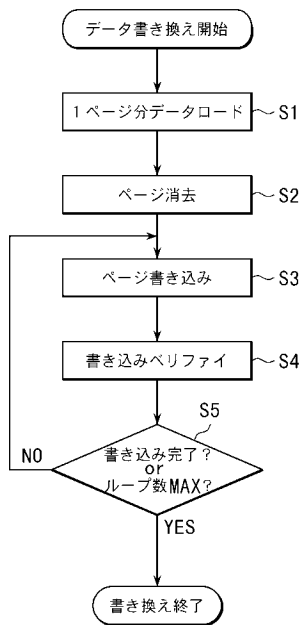 データ書き換え開始
1ページ分データロード
S1
ページ消去
S2
ページ書き込み
S3
書き込みベリファイ
S4
S5
書き込み完了?
or
ループ数MAX?
NO
YES
書き換え終了